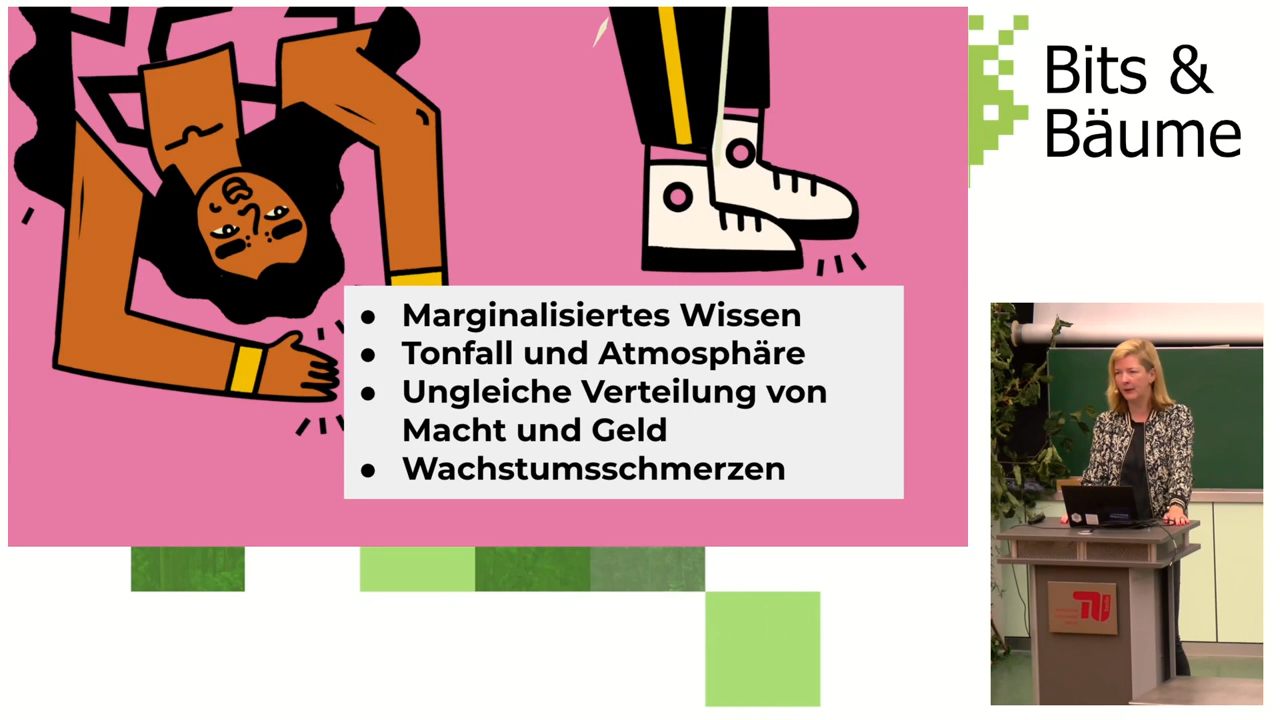 Bits &
Bäume
● Marginalisiertes Wissen
● Tonfall und Atmosphäre
● Ungleiche Verteilung von
Macht und Geld
● Wachstumsschmerzen